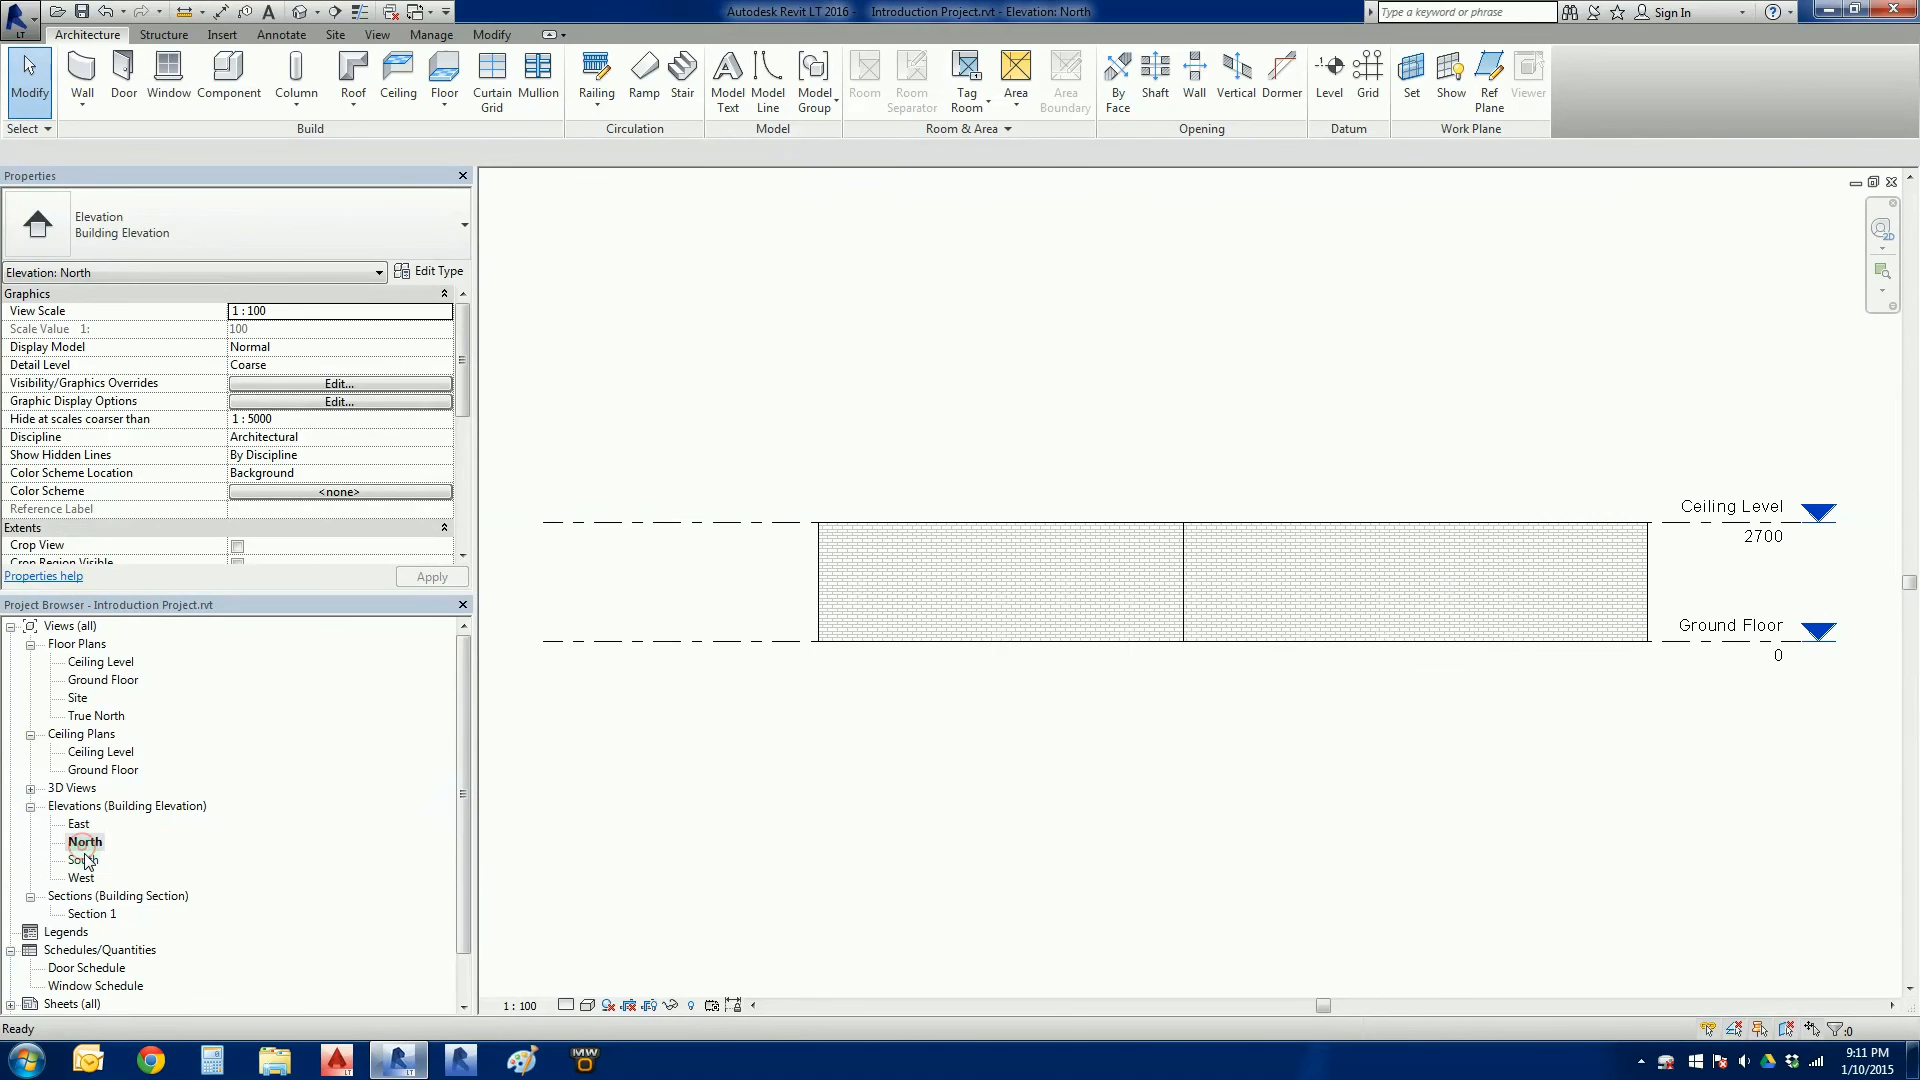 Autodesk Revit LT 2016 - Introduction Project.rvt - Elevation: North
Type a keyword or phrase
Sign In
LT
Architecture Structure Insert Annotate Site View Manage Modify
Modify
Wall
Door
Window
Component
Column
Roof
Ceiling
Floor
Curtain Grid
Mullion
Railing
Ramp
Stair
Model Text
Model Line
Model Group
Room
Room Separator
Tag Room
Area
Area Boundary
By Face
Shaft
Wall
Vertical
Dormer
Level
Grid
Set
Show
Ref Plane
Viewer
Select
Build
Circulation
Model
Room & Area
Opening
Datum
Work Plane
Properties
Elevation
Building Elevation
Elevation: North
Edit Type
Graphics
View Scale 1 : 100
Scale Value 1: 100
Display Model Normal
Detail Level Coarse
Visibility/Graphics Overrides Edit...
Graphic Display Options Edit...
Hide at scales coarser than 1 : 5000
Discipline Architectural
Show Hidden Lines By Discipline
Color Scheme Location Background
Color Scheme <none>
Reference Label
Extents
Crop View
Crop Region Visible
Properties help
Apply
Project Browser - Introduction Project.rvt
Views (all)
Floor Plans
Ceiling Level
Ground Floor
Site
True North
Ceiling Plans
Ceiling Level
Ground Floor
3D Views
Elevations (Building Elevation)
East
North
South
West
Sections (Building Section)
Section 1
Legends
Schedules/Quantities
Door Schedule
Window Schedule
Sheets (all)
Ceiling Level
2700
Ground Floor
0
2D
1 : 100
Ready
:0
LT
LT
MW
9:11 PM
1/10/2015